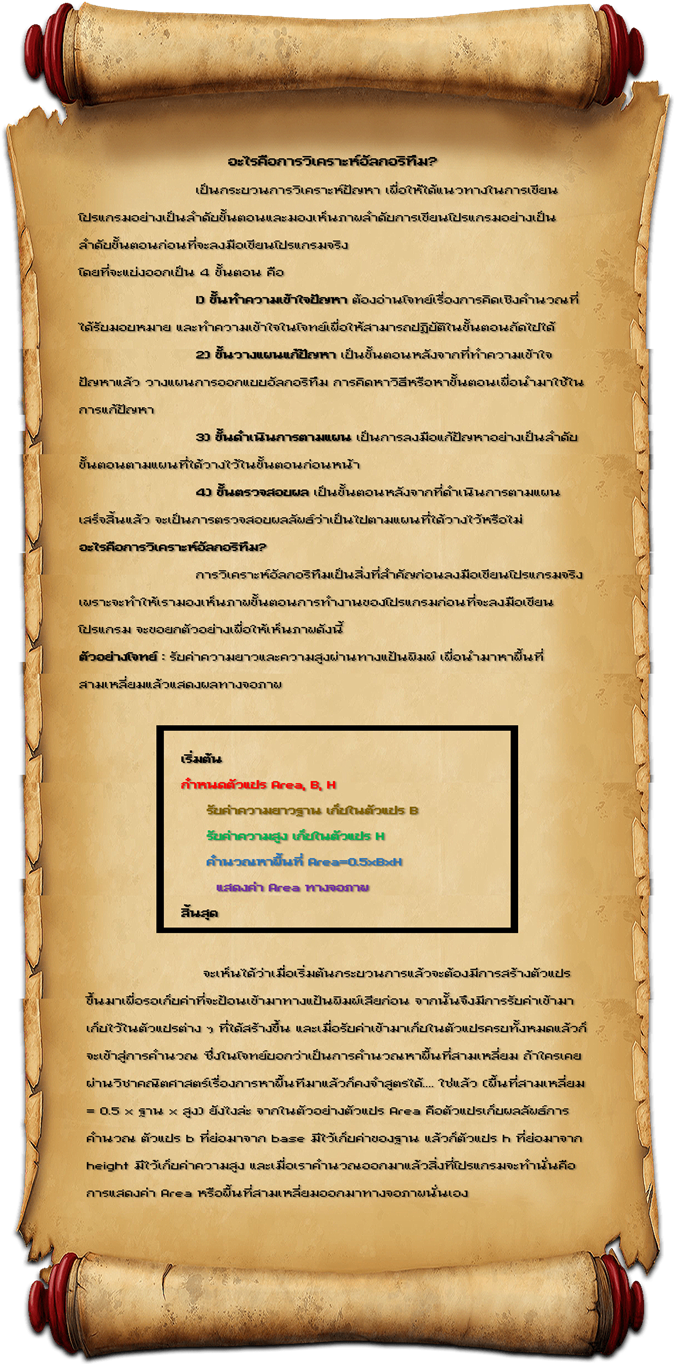 อะไรคือการวิเคราะห์อัลกอริทึม?
เป็นกระบวนการวิเคราะห์ปัญหา เพื่อให้ได้แนวทางในการเขียน
โปรแกรมอย่างเป็นลำดับขั้นตอนและมองเห็นภาพลำดับการเขียนโปรแกรมอย่างเป็น
ลำดับขั้นตอนก่อนที่จะลงมือเขียนโปรแกรมจริง
โดยที่จะแบ่งออกเป็น 4 ขั้นตอน คือ
1) ขั้นทำความเข้าใจปัญหา ต้องอ่านโจทย์เรื่องการคิดเชิงคำนวณที่
ได้รับมอบหมาย และทำความเข้าใจในโจทย์เพื่อให้สามารถปฏิบัติในขั้นตอนถัดไปได้
2) ขั้นวางแผนแก้ปัญหา เป็นขั้นตอนหลังจากที่ทำความเข้าใจ
ปัญหาแล้ว วางแผนการออกแบบอัลกอริทึม การคิดหาวิธีหรือหาขั้นตอนเพื่อนำมาใช้ใน
การแก้ปัญหา
3) ขั้นดำเนินการตามแผน เป็นการลงมือแก้ปัญหาอย่างเป็นลำดับ
ขั้นตอนตามแผนที่ได้วางไว้ในขั้นตอนก่อนหน้า
4) ขั้นตรวจสอบผล เป็นขั้นตอนหลังจากที่ดำเนินการตามแผน
เสร็จสิ้นแล้ว จะเป็นการตรวจสอบผลลัพธ์ว่าเป็นไปตามแผนที่ได้วางไว้หรือไม่
อะไรคือการวิเคราะห์อัลกอริทึม?
การวิเคราะห์อัลกอริทึมเป็นสิ่งที่สำคัญก่อนลงมือเขียนโปรแกรมจริง
เพราะจะทำให้เรามองเห็นภาพขั้นตอนการทำงานของโปรแกรมก่อนที่จะลงมือเขียน
โปรแกรม จะขอยกตัวอย่างเพื่อให้เห็นภาพดังนี้
ตัวอย่างโจทย์ : รับค่าความยาวและความสูงผ่านทางแป้นพิมพ์ เพื่อนำมาหาพื้นที่
สามเหลี่ยมแล้วแสดงผลทางจอภาพ
เริ่มต้น
กำหนดตัวแปร Area, B, H
รับค่าความยาวฐาน เก็บในตัวแปร B
รับค่าความสูง เก็บในตัวแปร H
คำนวณหาพื้นที่ Area=0.5xBxH
แสดงค่า Area ทางจอภาพ
สิ้นสุด
จะเห็นได้ว่าเมื่อเริ่มต้นกระบวนการแล้วจะต้องมีการสร้างตัวแปร
ขึ้นมาเพื่อรอเก็บค่าที่จะป้อนเข้ามาทางแป้นพิมพ์เสียก่อน จากนั้นจึงมีการรับค่าเข้ามา
เก็บไว้ในตัวแปรต่าง ๆ ที่ได้สร้างขึ้น และเมื่อรับค่าเข้ามาเก็บในตัวแปรครบทั้งหมดแล้วก็
จะเข้าสู่การคำนวณ ซึ่งในโจทย์บอกว่าเป็นการคำนวณหาพื้นที่สามเหลี่ยม ถ้าใครเคย
ผ่านวิชาคณิตศาสตร์เรื่องการหาพื้นที่มาแล้วก็คงจำสูตรได้.... ใช่แล้ว (พื้นที่สามเหลี่ยม
= 0.5 x ฐาน x สูง) ยังไงล่ะ จากในตัวอย่างตัวแปร Area คือตัวแปรเก็บผลลัพธ์การ
คำนวณ ตัวแปร b ที่ย่อมาจาก base มีไว้เก็บค่าของฐาน แล้วก็ตัวแปร h ที่ย่อมาจาก
height มีไว้เก็บค่าความสูง และเมื่อเราคำนวณออกมาแล้วสิ่งที่โปรแกรมจะทำนั่นคือ
การแสดงค่า Area หรือพื้นที่สามเหลี่ยมออกมาทางจอภาพนั่นเอง